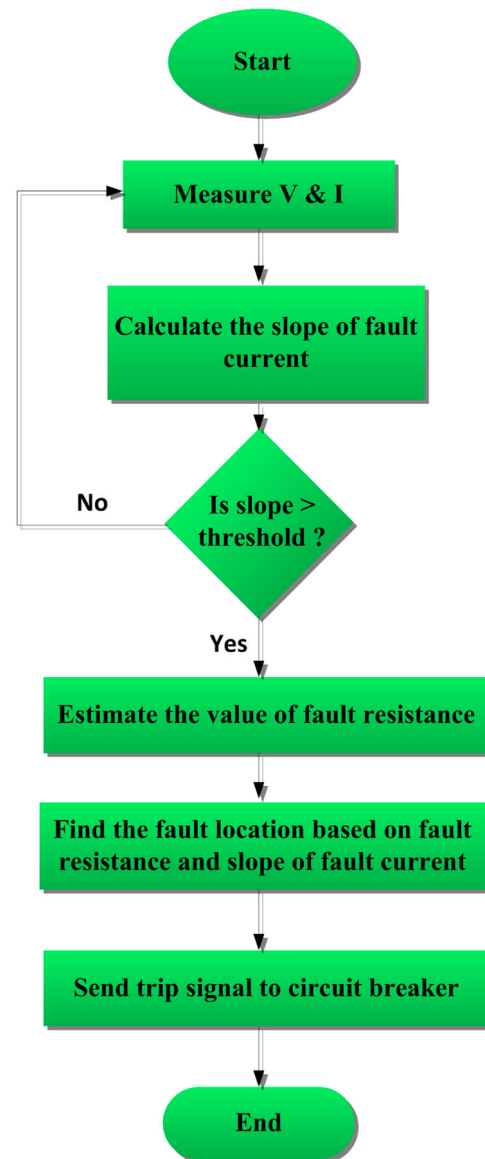 Start
Measure V & I
Calculate the slope of fault
current
Is slope >
threshold ?
No
Yes
Estimate the value of fault resistance
Find the fault location based on fault
resistance and slope of fault current
Send trip signal to circuit breaker
End